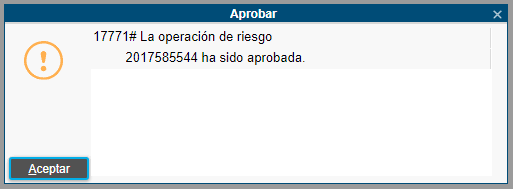 Aprobar
17771# La operación de riesgo
2017585544 ha sido aprobada.
Aceptar